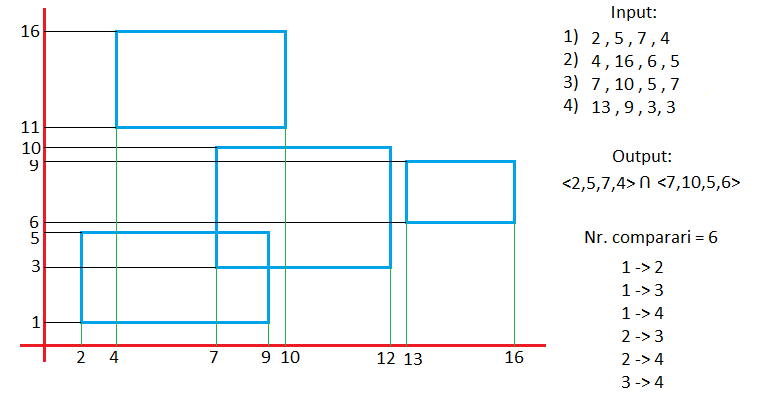 16
11
10
9
6
5
3
1
2 4 7 9 10 12 13 16
Input:
1) 2 , 5 , 7 , 4
2) 4 , 16 , 6 , 5
3) 7 , 10 , 5 , 7
4) 13 , 9 , 3, 3
Output:
<2,5,7,4> ∩ <7,10,5,6>
Nr. comparari = 6
1 -> 2
1 -> 3
1 -> 4
2 -> 3
2 -> 4
3 -> 4